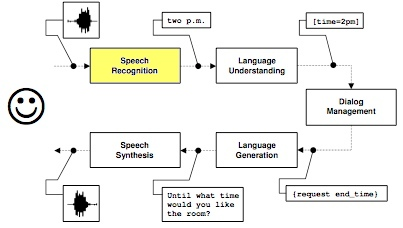 two p.m.
[time=2pm]
Speech
Recognition
Language
Understanding
Dialog
Management
Speech
Synthesis
Language
Generation
Until what time
would you like
the room?
{request end_time}